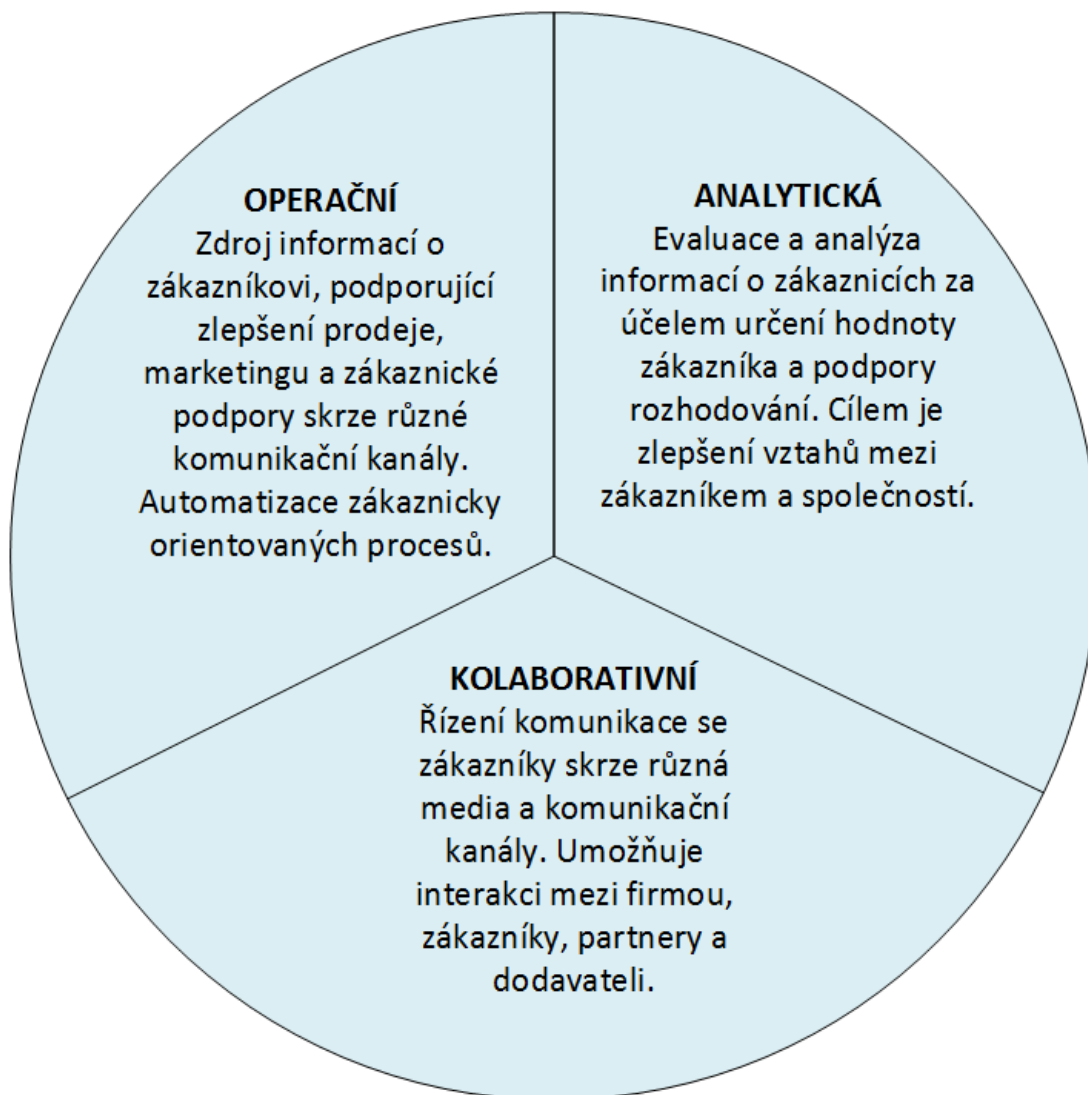 OPERAČNÍ
Zdroj informací o
zákazníkovi, podporující
zlepšení prodeje,
marketingu a zákaznické
podpory skrze různé
komunikační kanály.
Automatizace zákaznicky
orientovaných procesů.
ANALYTICKÁ
Evaluace a analýza
informací o zákaznicích za
účelem určení hodnoty
zákazníka a podpory
rozhodování. Cílem je
zlepšení vztahů mezi
zákazníkem a společností.
KOLABORATIVNÍ
Řízení komunikace se
zákazníky skrze různá
media a komunikační
kanály. Umožňuje
interakci mezi firmou,
zákazníky, partnery a
dodavateli.